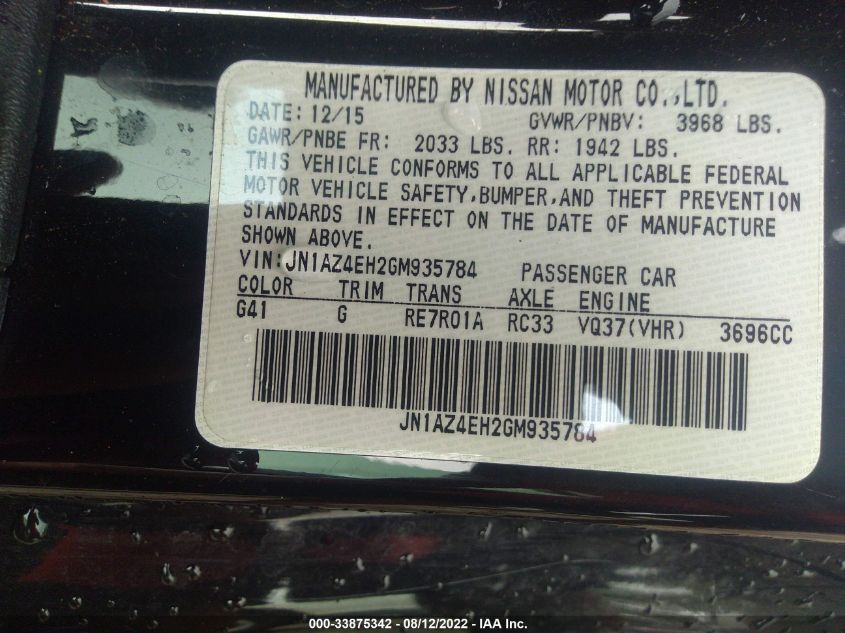 MANUFACTURED BY NISSAN MOTOR CO.,LTD.
DATE: 12/15 GVWR/PNBV: 3968 LBS.
GAWR/PNBE FR: 2033 LBS. RR: 1942 LBS.
THIS VEHICLE CONFORMS TO ALL APPLICABLE FEDERAL
MOTOR VEHICLE SAFETY,BUMPER,AND THEFT PREVENTION
STANDARDS IN EFFECT ON THE DATE OF MANUFACTURE
SHOWN ABOVE.
VIN:JN1AZ4EH2GM935784 PASSENGER CAR
COLOR TRIM TRANS AXLE ENGINE
G41 G RE7R01A RC33 VQ37(VHR) 3696CC
JN1AZ4EH2GM935784
000-33875342 - 08/12/2022 - IAA Inc.